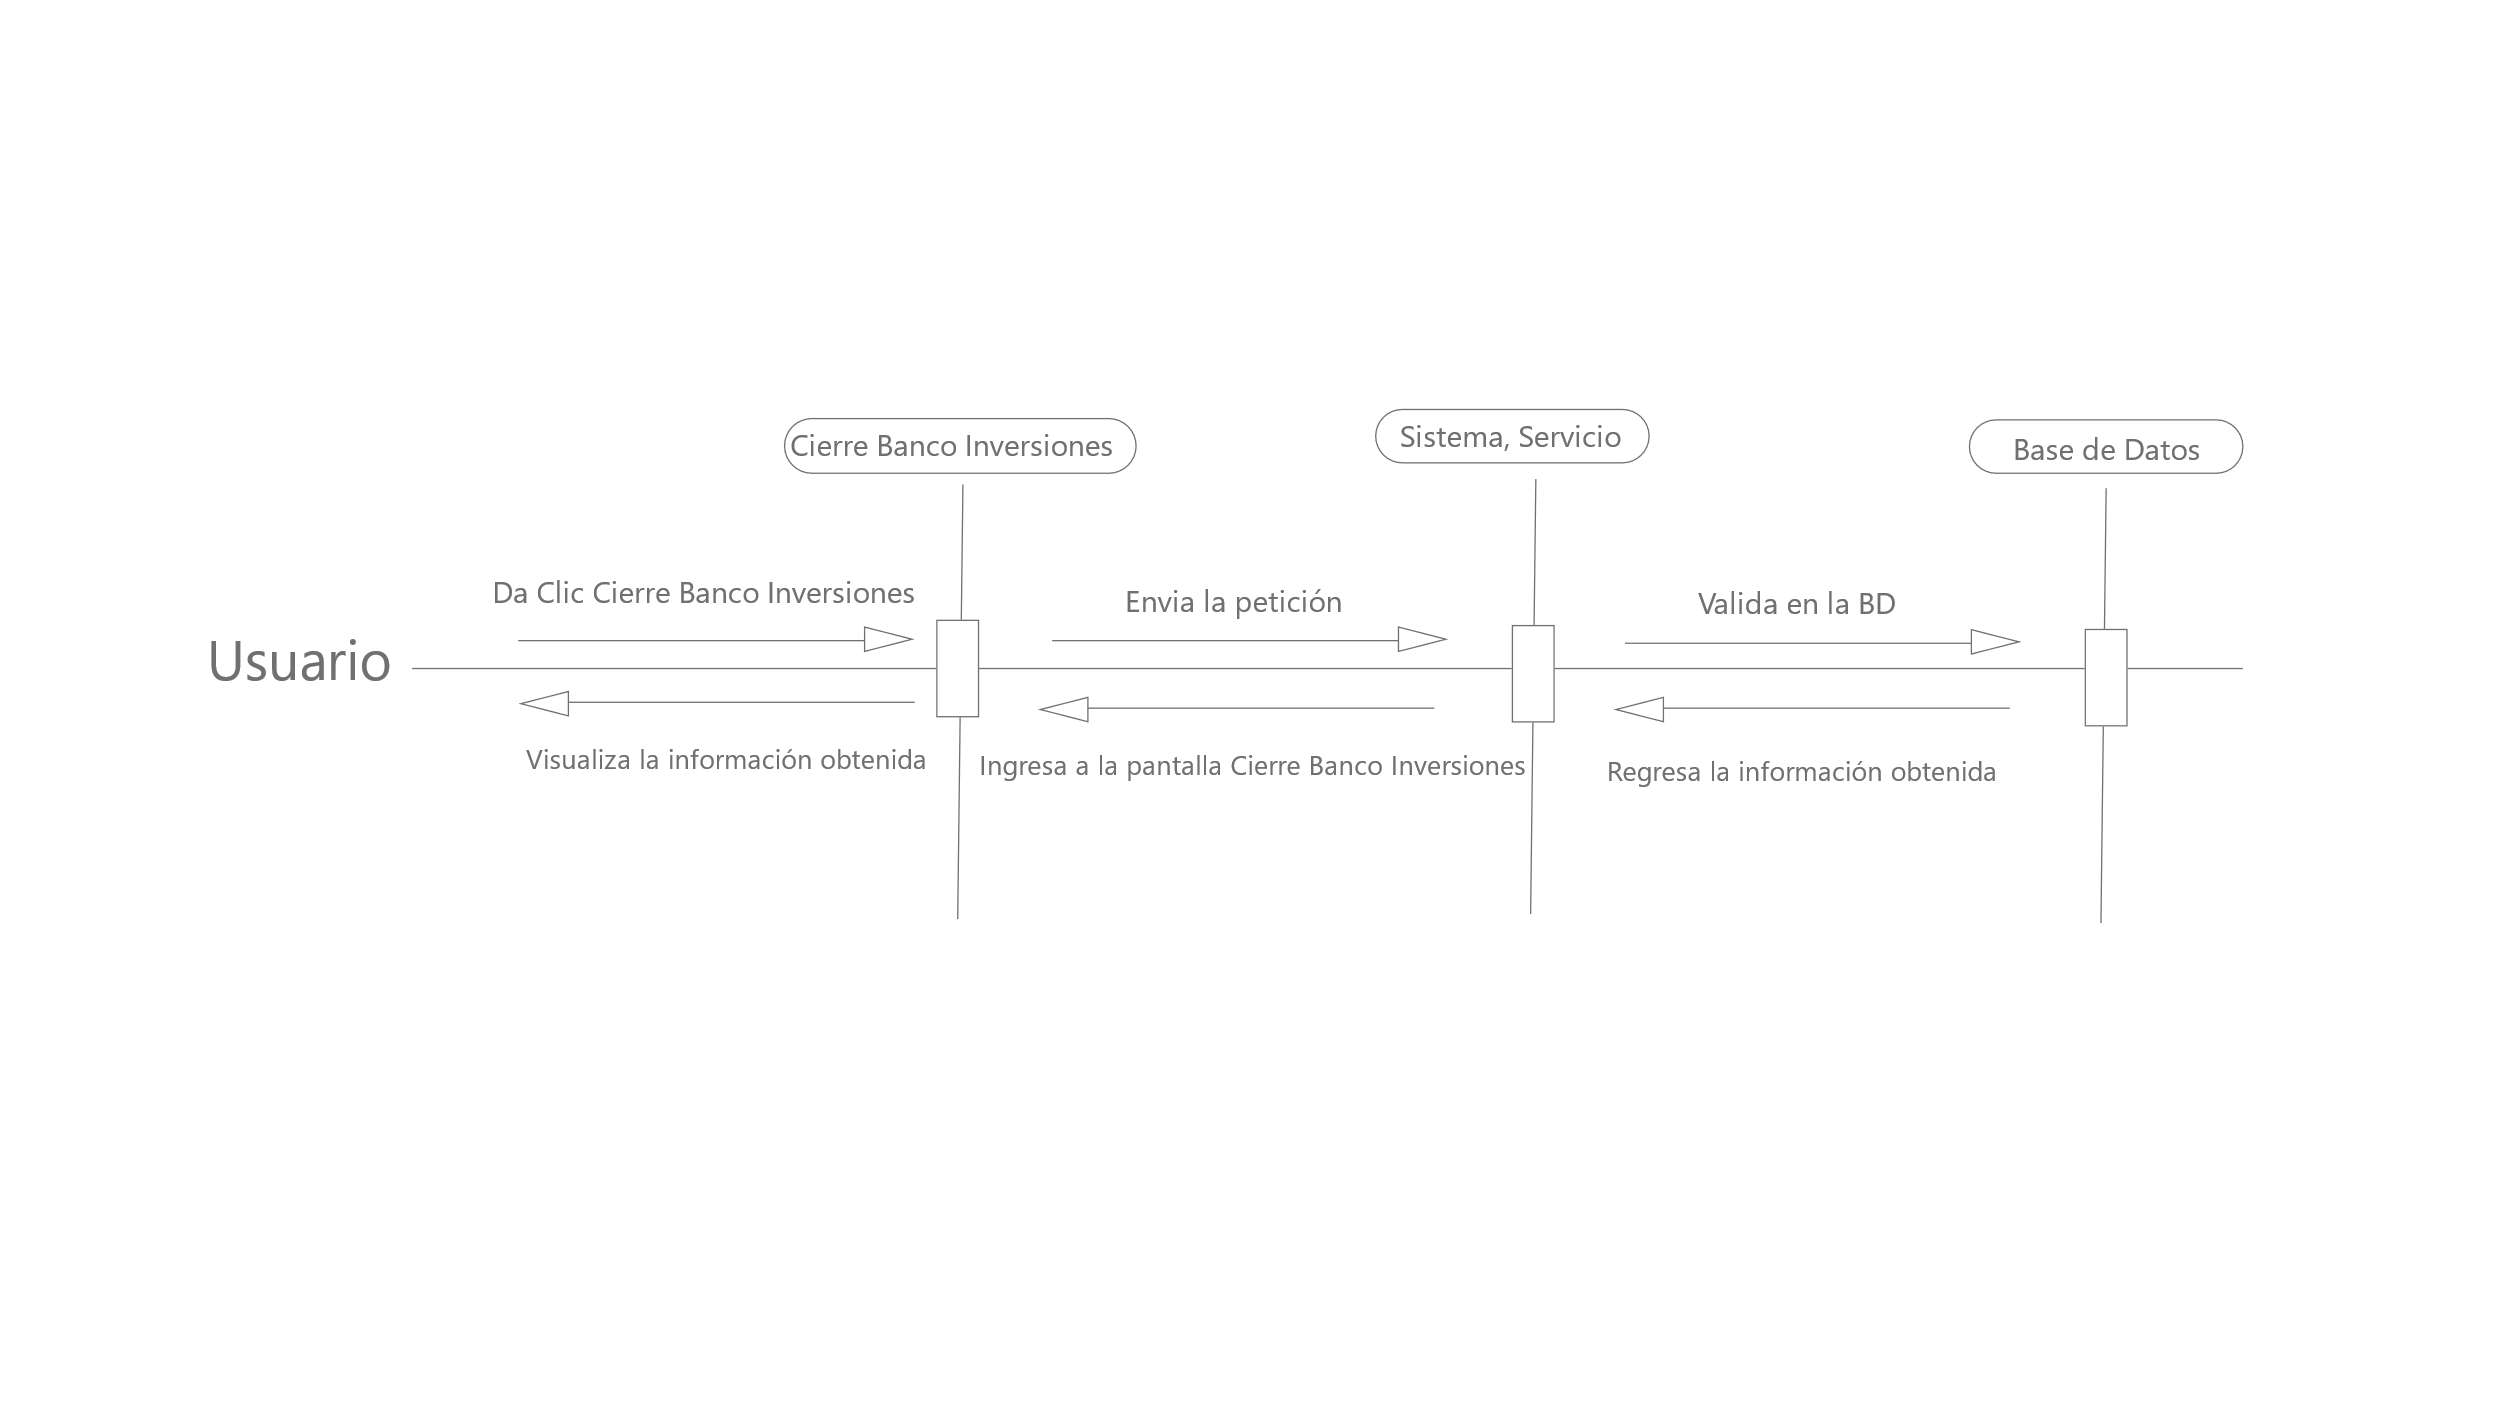 Cierre Banco Inversiones
Sistema, Servicio
Base de Datos
Da Clic Cierre Banco Inversiones
Envia la petición
Valida en la BD
Usuario
Visualiza la información obtenida
Ingresa a la pantalla Cierre Banco Inversiones
Regresa la información obtenida